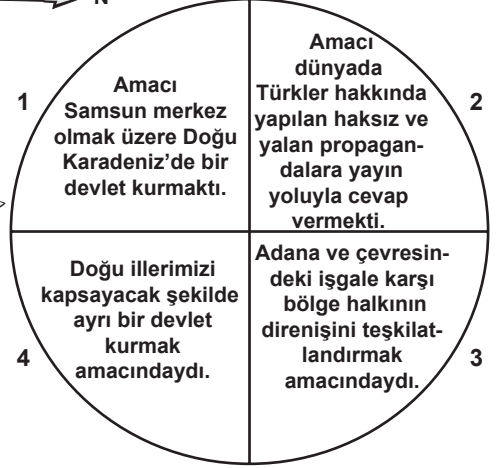 N
1
Amacı
Samsun merkez
olmak üzere Doğu
Karadeniz’de bir
devlet kurmaktı.
2
Amacı
dünyada
Türkler hakkında
yapılan haksız ve
yalan propagan-
dalara yayın
yoluyla cevap
vermekti.
4
Doğu illerimizi
kapsayacak şekilde
ayrı bir devlet
kurmak
amacındaydı.
3
Adana ve çevresin-
deki işgale karşı
bölge halkının
direnişini teşkilat-
landırmak
amacındaydı.